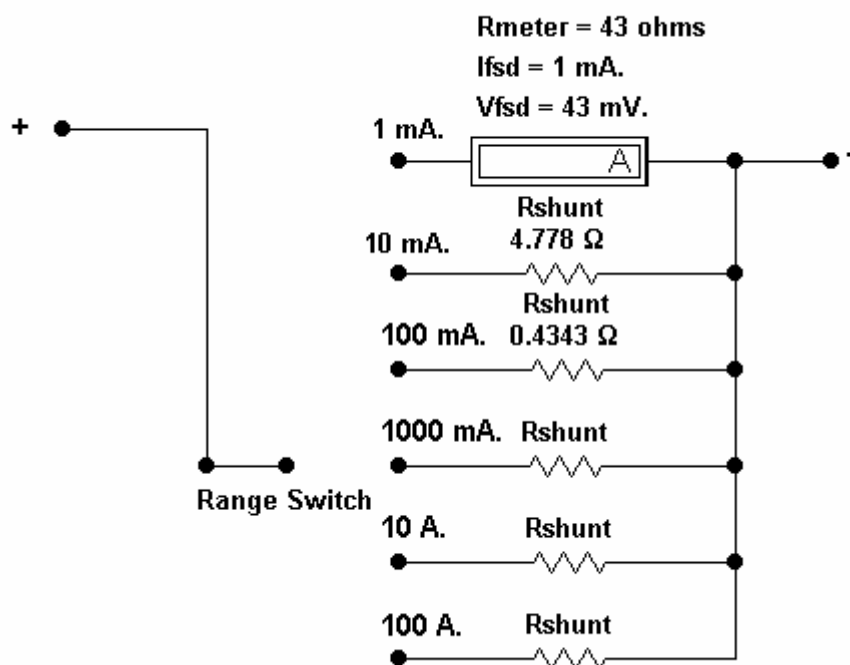 Rmeter = 43 ohms
Ifsd = 1 mA.
Vfsd = 43 mV.
+
1 mA.
A
-
Rshunt
10 mA.
4.778 Ω
Rshunt
100 mA.
0.4343 Ω
1000 mA.
Rshunt
Range Switch
10 A.
Rshunt
100 A.
Rshunt